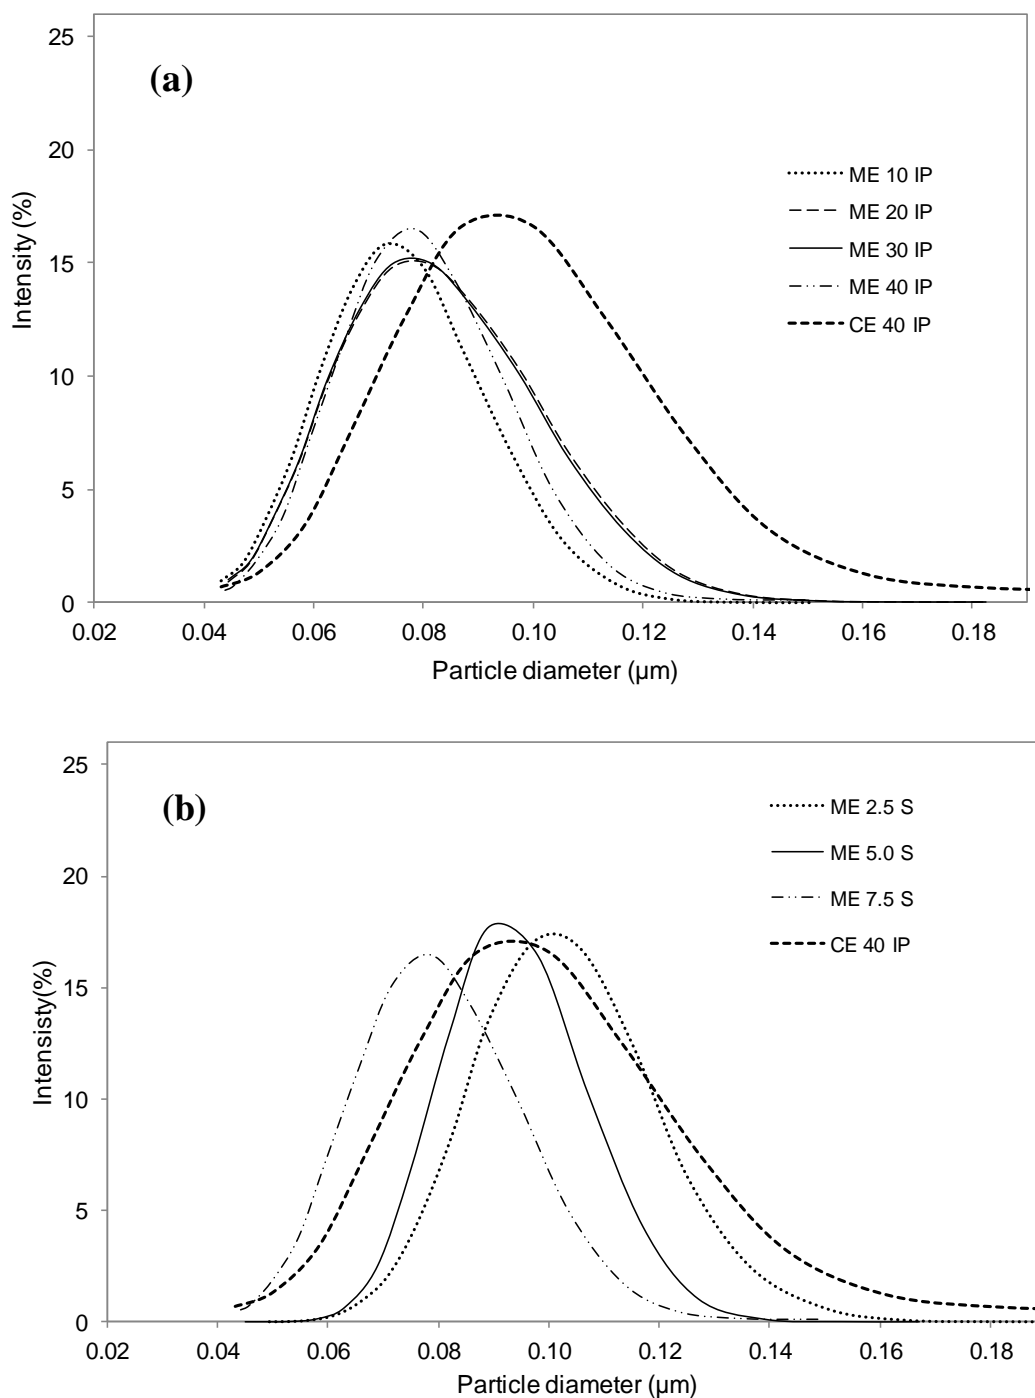 25
(a)
20
ME 10 IP
ME 20 IP
15
ME 30 IP
ME 40 IP
CE 40 IP
Intensity (%)
10
5
0
0.02 0.04 0.06 0.08 0.10 0.12 0.14 0.16 0.18
Particle diameter (µm)
25
(b)
ME 2.5 S
ME 5.0 S
20
ME 7.5 S
CE 40 IP
15
Intensisty(%)
10
5
0
0.02 0.04 0.06 0.08 0.10 0.12 0.14 0.16 0.18
Particle diameter (µm)